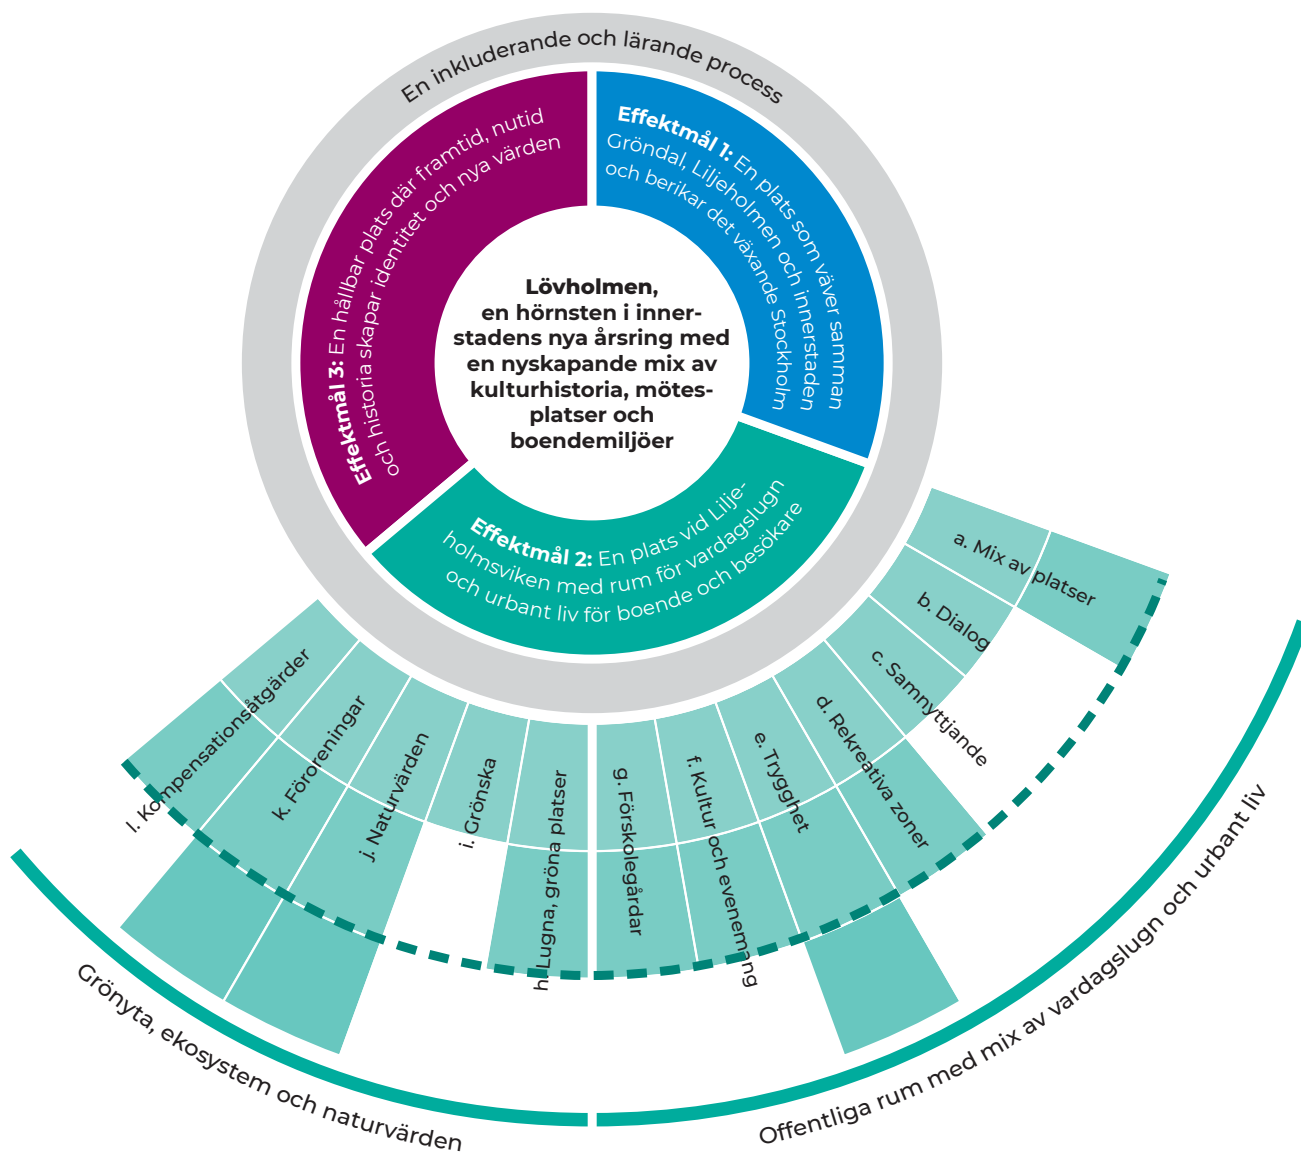 En inkluderande och lärande process
Effektmål 1: En plats som väver samman
Gröndal, Liljeholmen och innerstaden
och berikar det växande Stockholm
Effektmål 3: En hållbar plats där framtid, nutid
och historia skapar identitet och nya värden
Lövholmen,
en hörnsten i inner-
stadens nya årsring med
en nyskapande mix av
kulturhistoria, mötes-
platser och
boendemiljöer
Effektmål 2: En plats vid Lilje-
holmsviken med rum för vardagslugn
och urbant liv för boende och besökare
a. Mix av platser
b. Dialog
c. Samnyttjande
d. Rekreativa zoner
e. Trygghet
f. Kultur och evenemang
g. Förskolegårdar
h. Lugna, gröna platser
i. Grönska
j. Naturvärden
k. Föroreningar
l. Kompensationsåtgärder
Grönyta, ekosystem och naturvärden
Offentliga rum med mix av vardagslugn och urbant liv